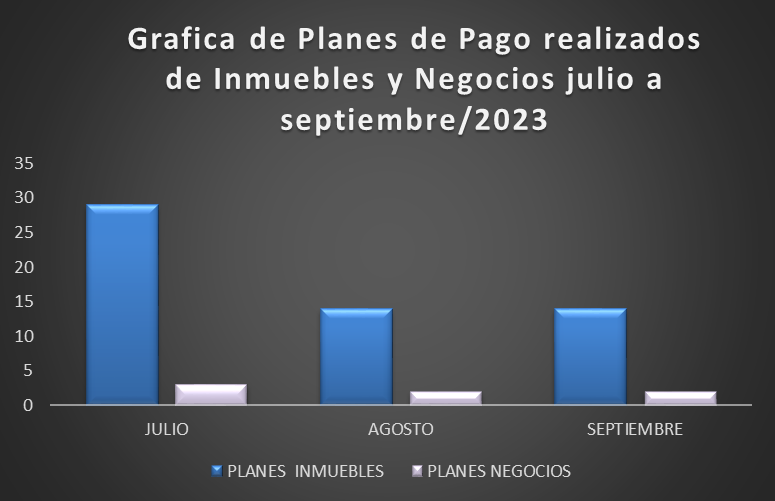 Grafica de Planes de Pago realizados
de Inmuebles y Negocios julio a
septiembre/2023
35
30
25
20
15
10
5
0
JULIO AGOSTO SEPTIEMBRE
PLANES INMUEBLES PLANES NEGOCIOS